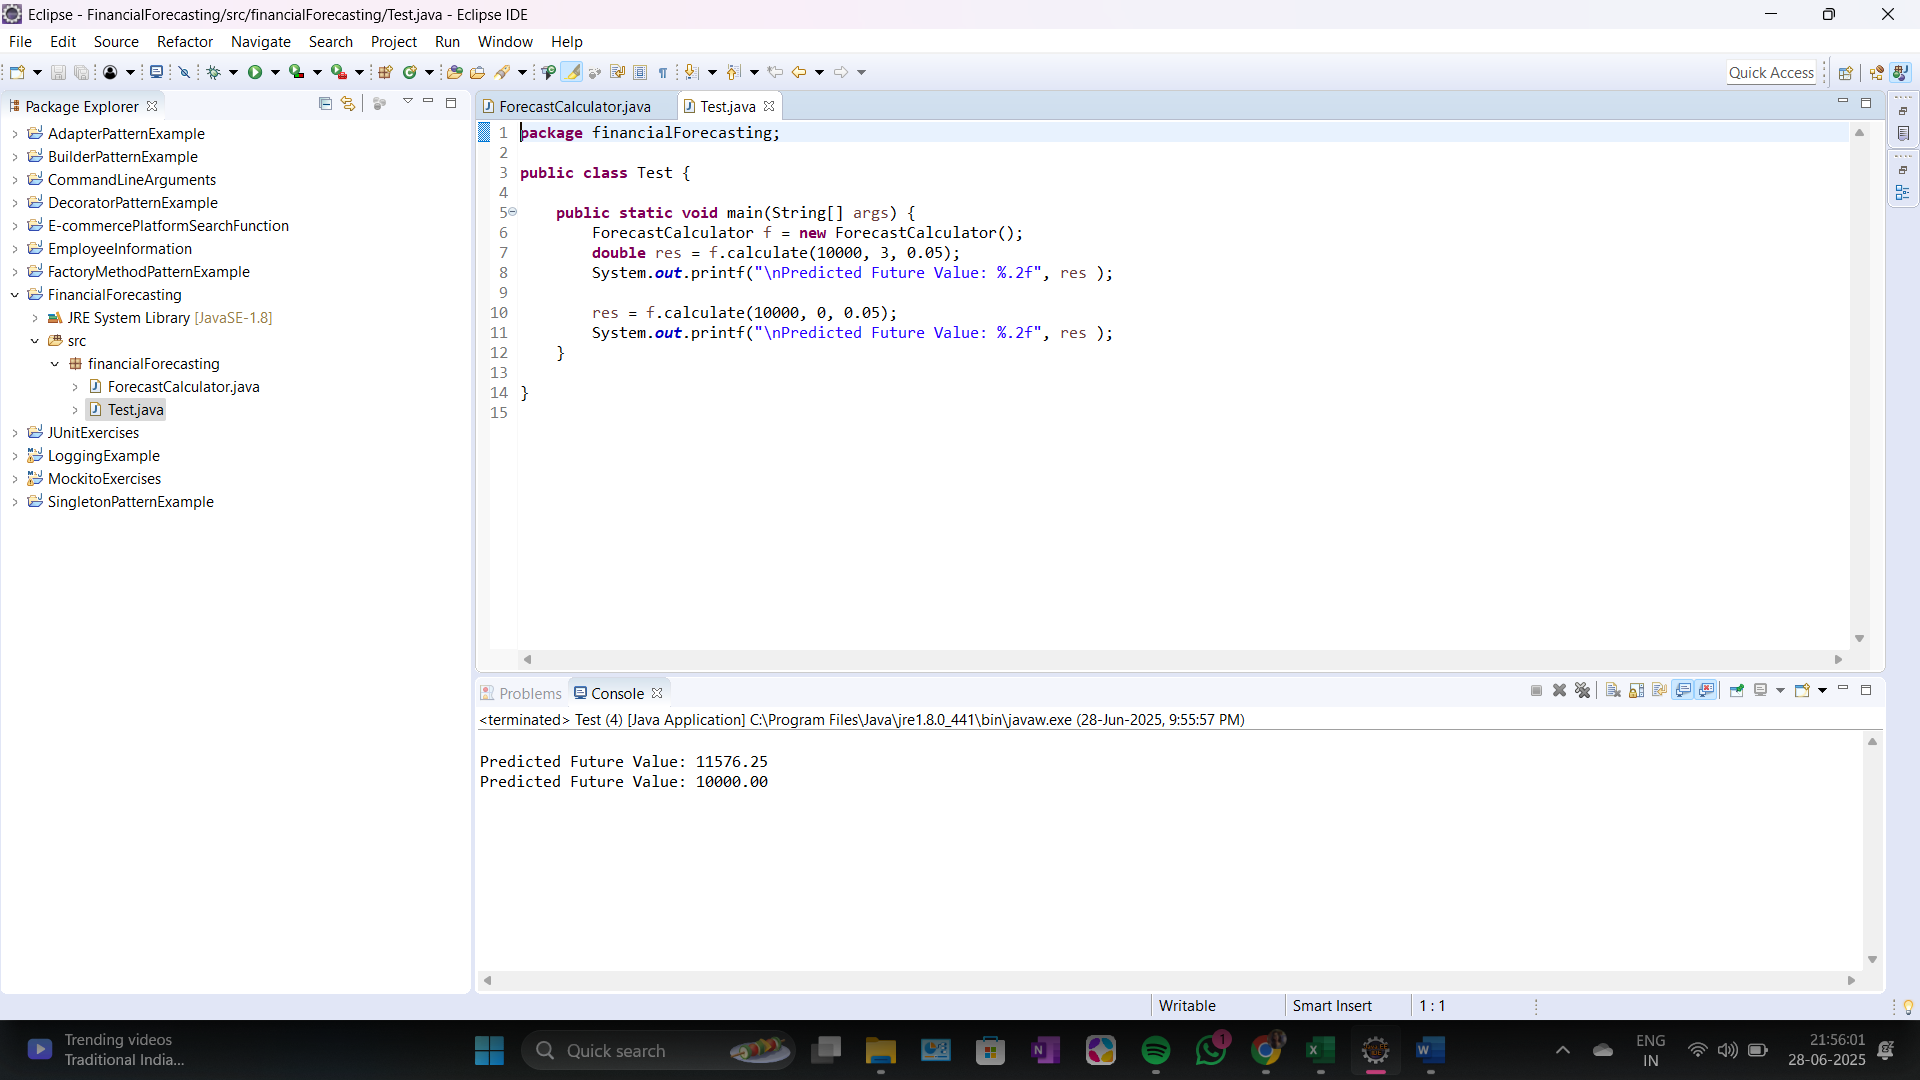 Eclipse - FinancialForecasting/src/financialForecasting/Test.java - Eclipse IDE
File Edit Source Refactor Navigate Search Project Run Window Help
Quick Access
Package Explorer
AdapterPatternExample
BuilderPatternExample
CommandLineArguments
DecoratorPatternExample
E-commercePlatformSearchFunction
EmployeeInformation
FactoryMethodPatternExample
FinancialForecasting
JRE System Library [JavaSE-1.8]
src
financialForecasting
ForecastCalculator.java
Test.java
JUnitExercises
LoggingExample
MockitoExercises
SingletonPatternExample
ForecastCalculator.java Test.java
1 package financialForecasting;
2
3 public class Test {
4
5 public static void main(String[] args) {
6 ForecastCalculator f = new ForecastCalculator();
7 double res = f.calculate(10000, 3, 0.05);
8 System.out.printf("\nPredicted Future Value: %.2f", res );
9
10 res = f.calculate(10000, 0, 0.05);
11 System.out.printf("\nPredicted Future Value: %.2f", res );
12 }
13
14 }
15
Problems Console
<terminated> Test (4) [Java Application] C:\Program Files\Java\jre1.8.0_441\bin\javaw.exe (28-Jun-2025, 9:55:57 PM)
Predicted Future Value: 11576.25
Predicted Future Value: 10000.00
Writable Smart Insert 1 : 1
Trending videos
Traditional India...
Quick search
1
ENG
IN
21:56:01
28-06-2025